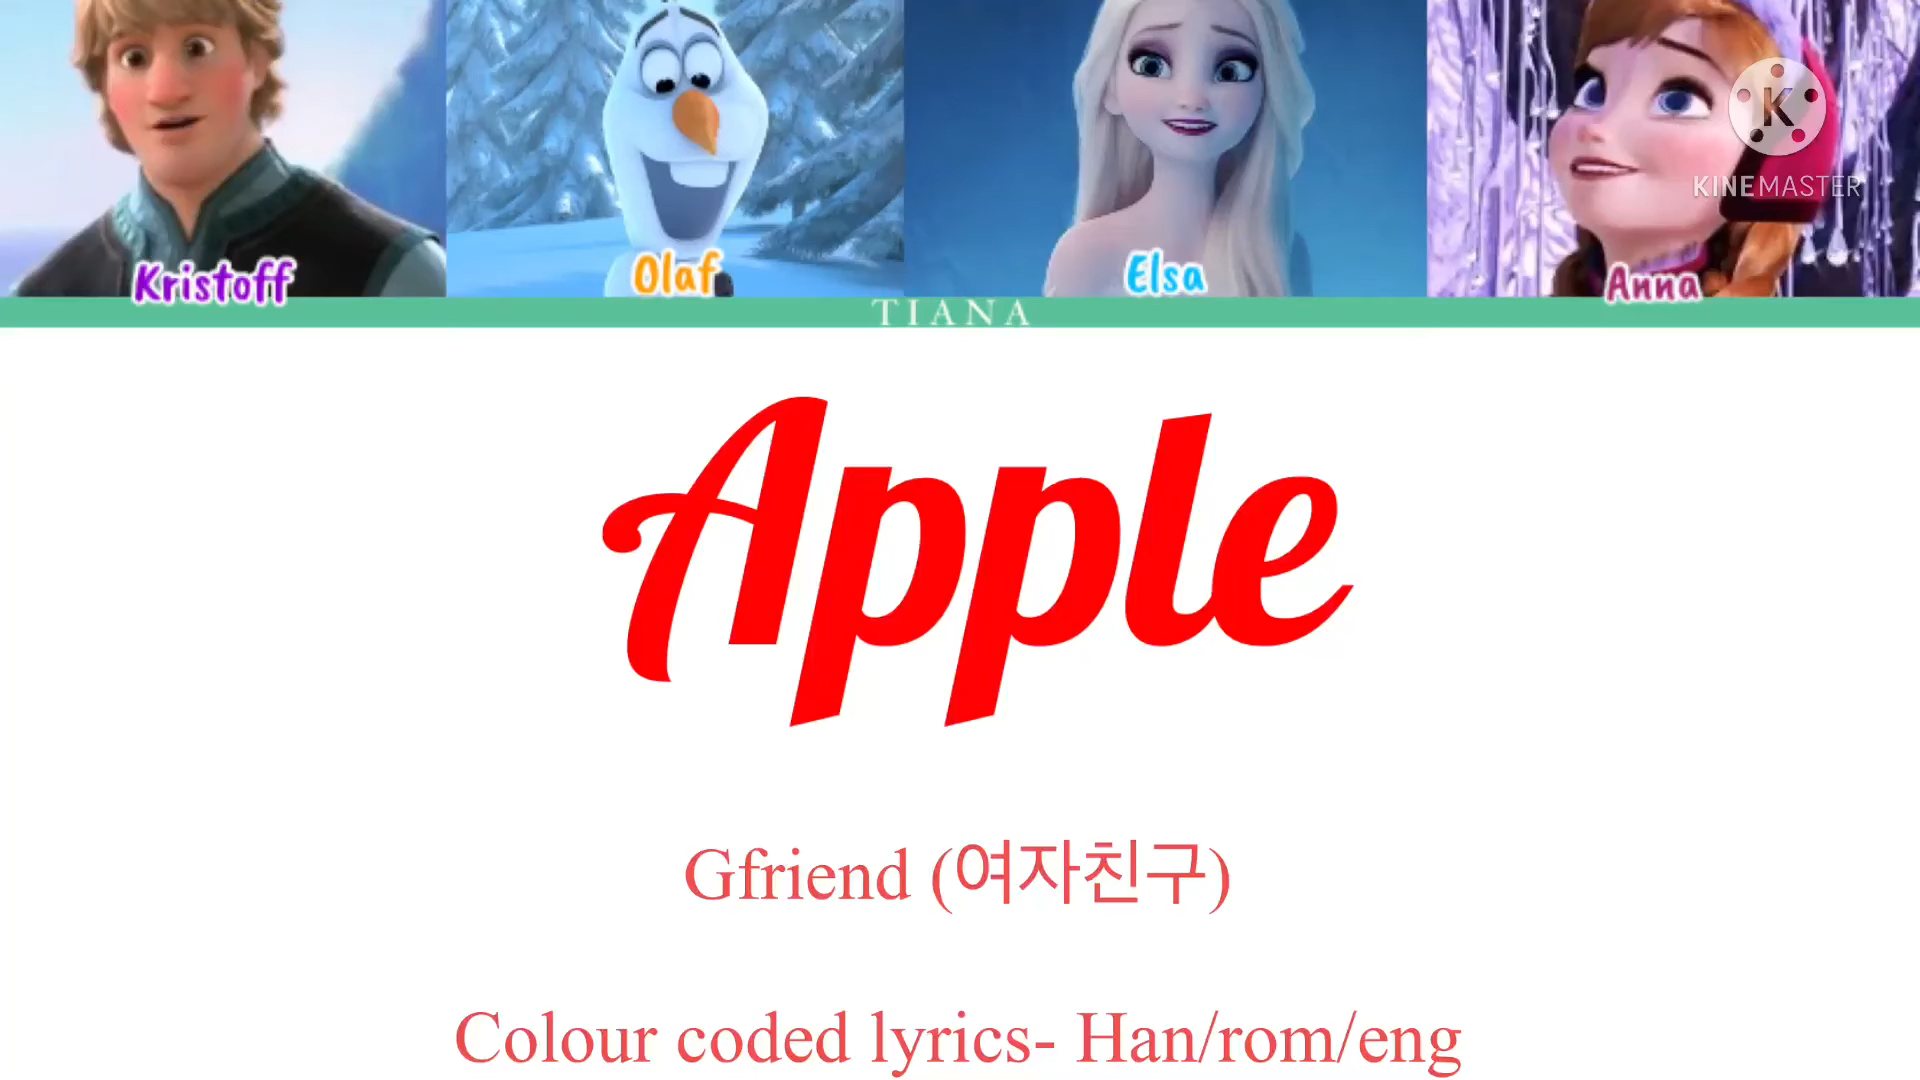 K
KINEMASTER
Kristoff
Olaf
Elsa
Anna
TIANA
Apple
Gfriend (여자친구)
Colour coded lyrics- Han/rom/eng